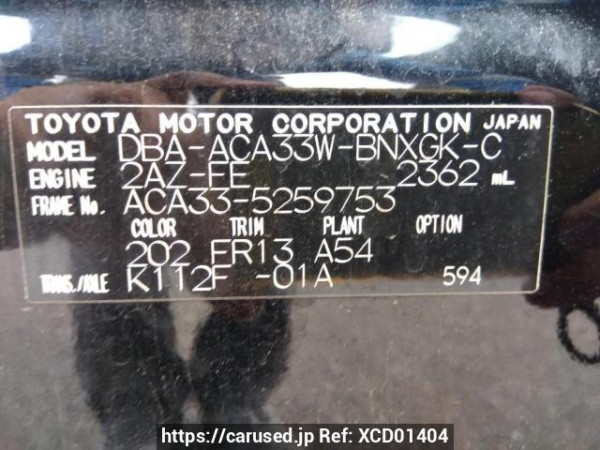 TOYOTA MOTOR CORPORATION JAPAN
MODEL DBA-ACA33W-BNXGK-C
ENGINE 2AZ-FE 2362 mL
FRAME No. ACA33-5259753
COLOR TRIM PLANT OPTION
202 FR13 A54
TRANS./AXLE K112F -01A 594
https://carused.jp Ref: XCD01404